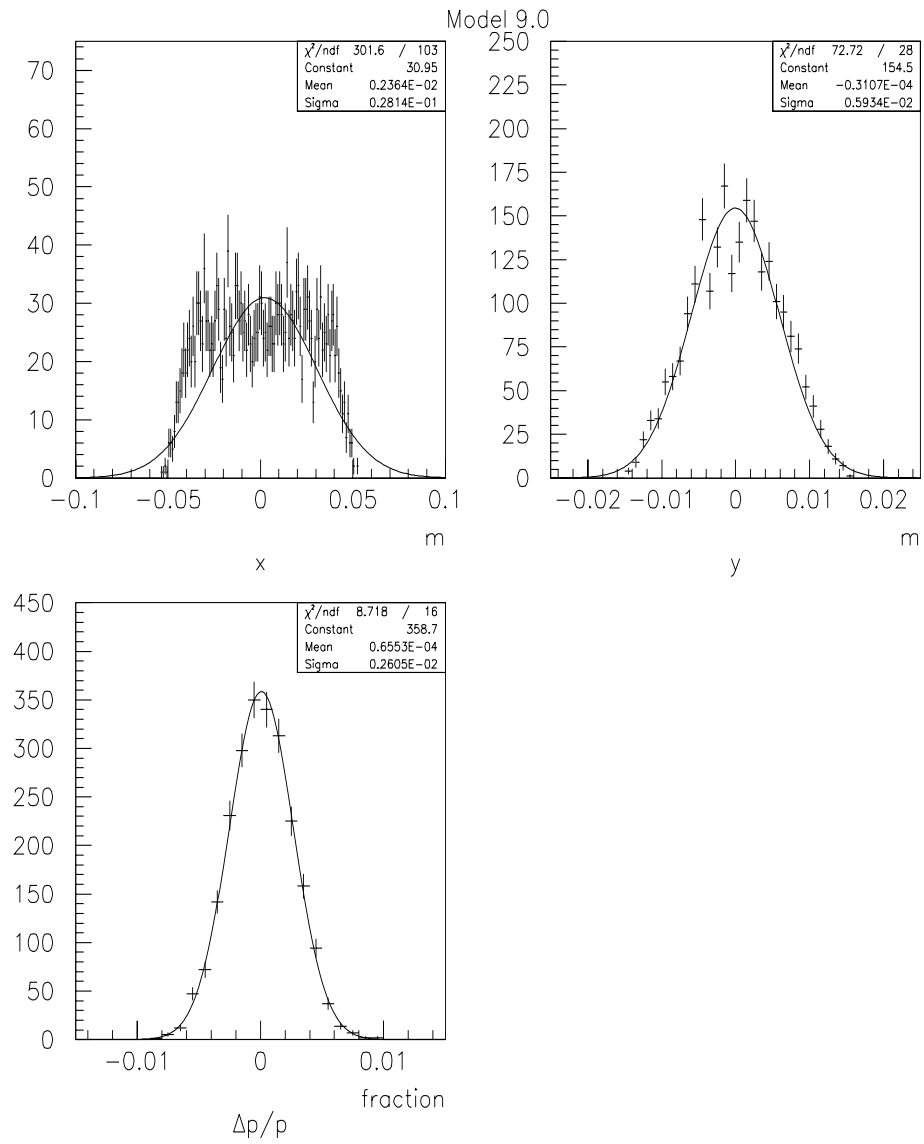 Model 9.0
χ²/ndf 301.6 / 103
Constant 30.95
Mean 0.2364E-02
Sigma 0.2814E-01
70
60
50
40
30
20
10
0
-0.1 -0.05 0 0.05 0.1
m
x
χ²/ndf 72.72 / 28
Constant 154.5
Mean -0.3107E-04
Sigma 0.5934E-02
250
225
200
175
150
125
100
75
50
25
0
-0.02 -0.01 0 0.01 0.02
m
y
χ²/ndf 8.718 / 16
Constant 358.7
Mean 0.6553E-04
Sigma 0.2605E-02
450
400
350
300
250
200
150
100
50
0
-0.01 0 0.01
fraction
Δp/p